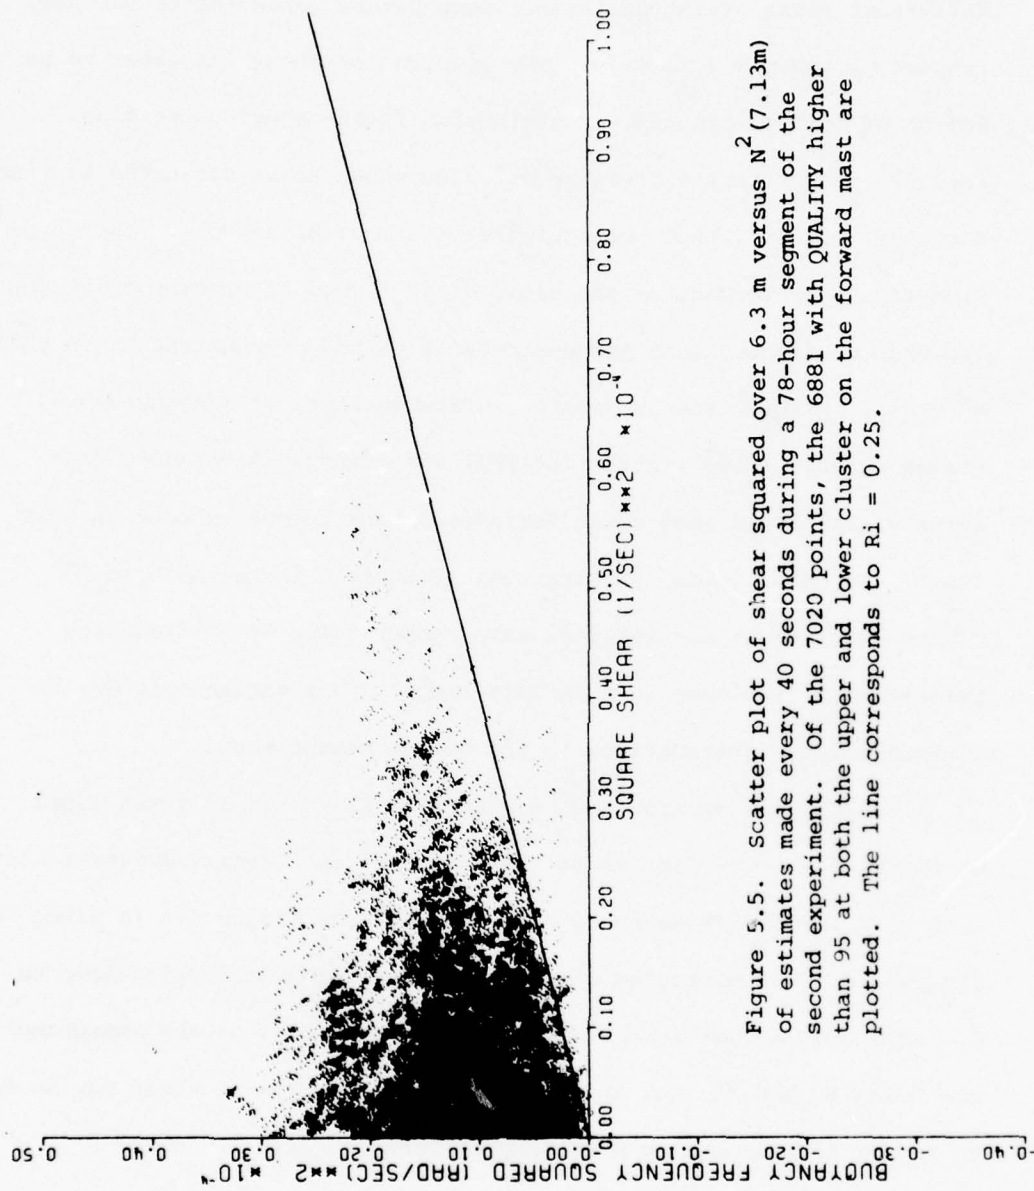 0.50
0.40
0.30
0.20
0.10
0.00
-0.10
-0.20
-0.30
-0.40
BUOYANCY FREQUENCY SQUARED (RAD/SEC)**2 *10⁻⁴
0.00 0.10 0.20 0.30 0.40 0.50 0.60 0.70 0.80 0.90 1.00
SQUARE SHEAR (1/SEC)**2 *10⁻⁴
Figure 5.5. Scatter plot of shear squared over 6.3 m versus N² (7.13m)
of estimates made every 40 seconds during a 78-hour segment of the
second experiment. Of the 7020 points, the 6881 with QUALITY higher
than 95 at both the upper and lower cluster on the forward mast are
plotted. The line corresponds to Ri = 0.25.